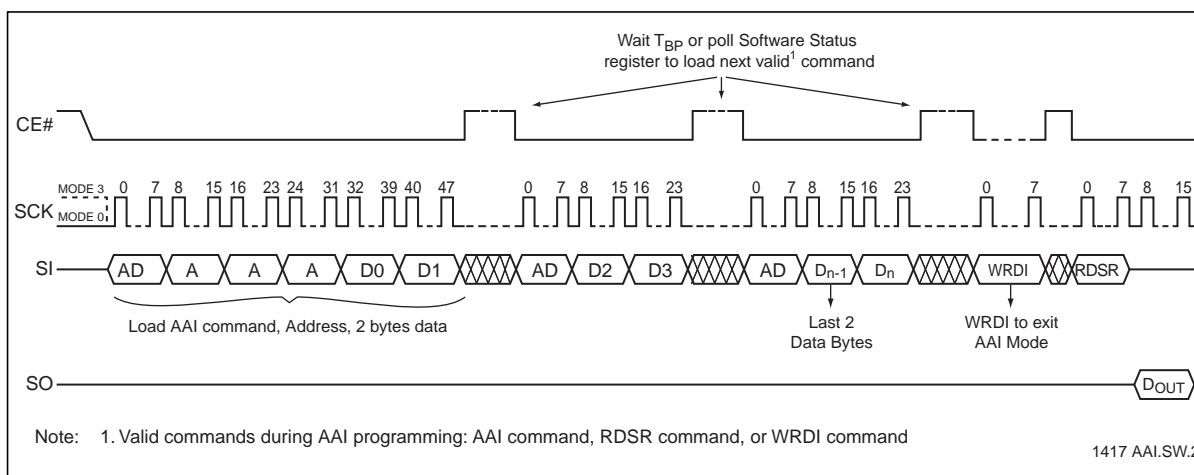 Wait TBP or poll Software Status
register to load next valid1 command
CE#
MODE 3
SCK
MODE 0
0 7 8 15 16 23 24 31 32 39 40 47 0 7 8 15 16 23 0 7 8 15 16 23 0 7 0 7 8 15
SI
AD A A A D0 D1 AD D2 D3 AD Dn-1 Dn WRDI RDSR
Load AAI command, Address, 2 bytes data
Last 2
Data Bytes
WRDI to exit
AAI Mode
SO
DOUT
Note: 1. Valid commands during AAI programming: AAI command, RDSR command, or WRDI command
1417 AAI.SW.2